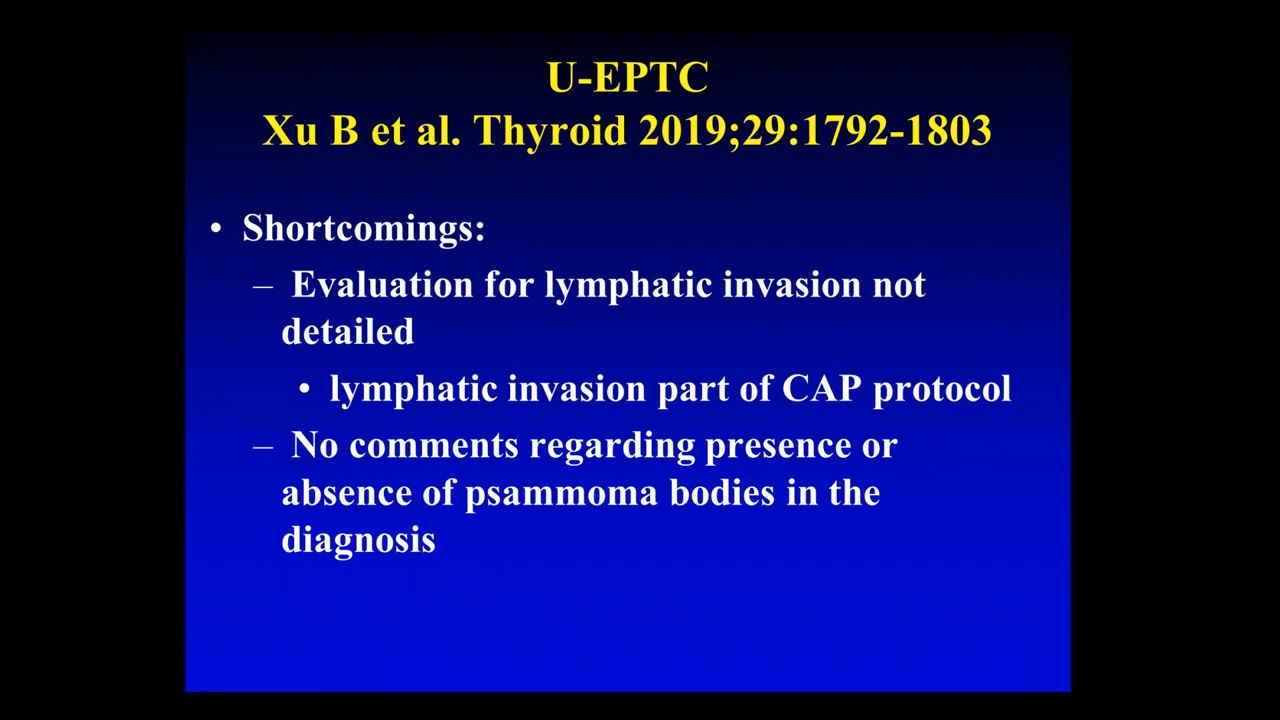 U-EPTC
Xu B et al. Thyroid 2019;29:1792-1803
• Shortcomings:
– Evaluation for lymphatic invasion not
detailed
• lymphatic invasion part of CAP protocol
– No comments regarding presence or
absence of psammoma bodies in the
diagnosis